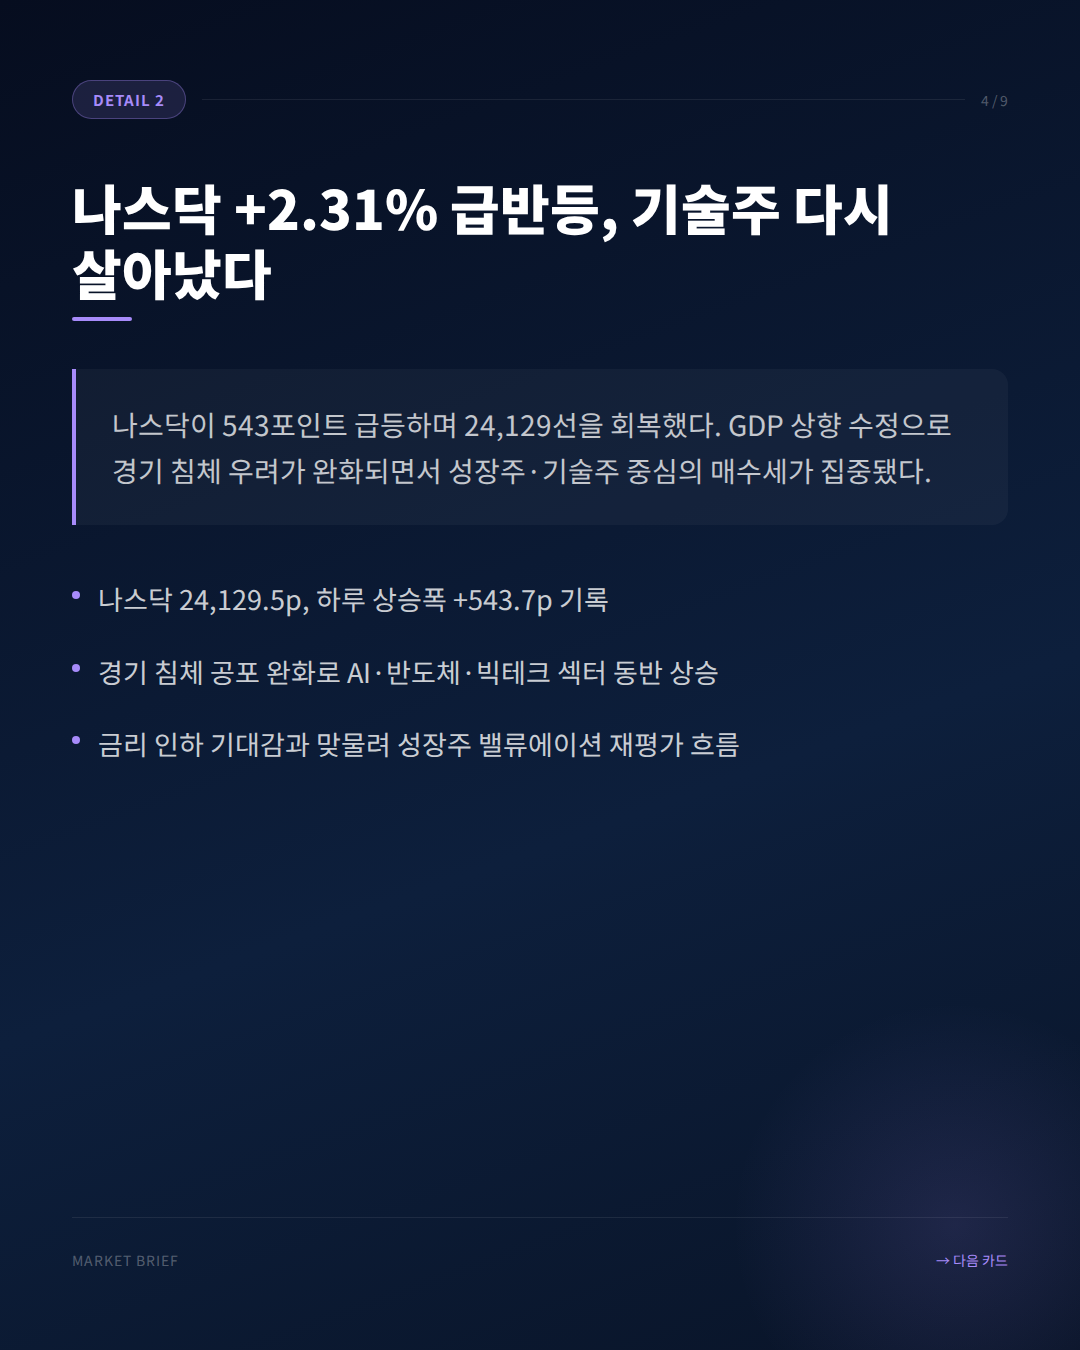 DETAIL 2
4 / 9
나스닥 +2.31% 급반등, 기술주 다시
살아났다
나스닥이 543포인트 급등하며 24,129선을 회복했다. GDP 상향 수정으로
경기 침체 우려가 완화되면서 성장주·기술주 중심의 매수세가 집중됐다.
나스닥 24,129.5p, 하루 상승폭 +543.7p 기록
경기 침체 공포 완화로 AI·반도체·빅테크 섹터 동반 상승
금리 인하 기대감과 맞물려 성장주 밸류에이션 재평가 흐름
MARKET BRIEF
→ 다음 카드